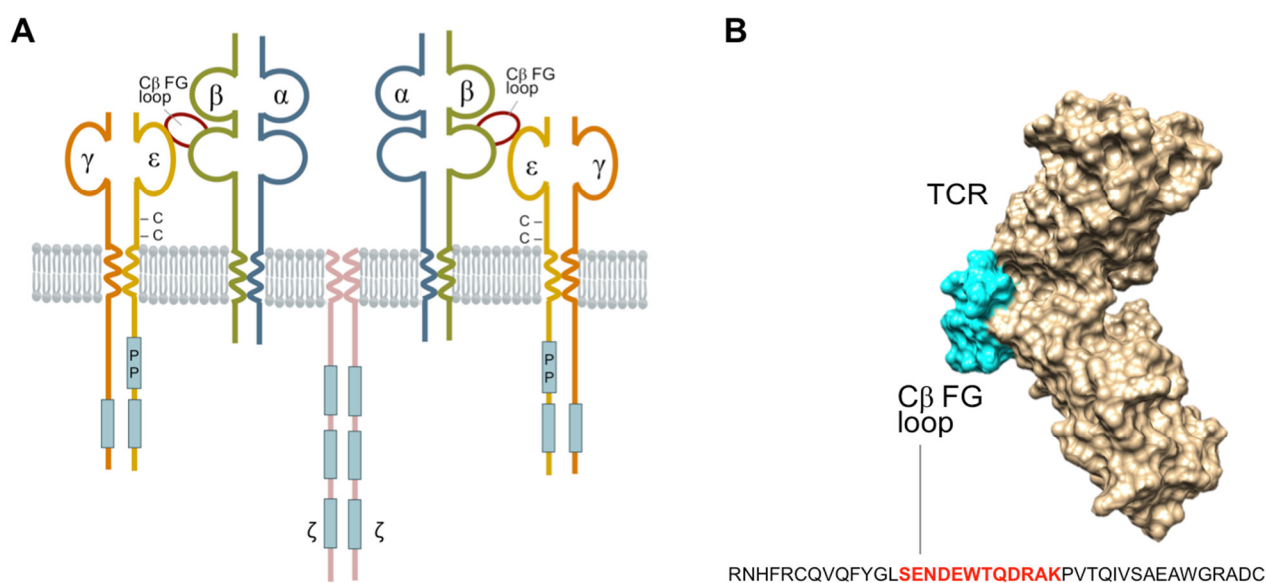 A
B
Cβ FG
loop
β
α
γ
ε
C
C
P
P
ζ
ζ
α
β
Cβ FG
loop
ε
γ
C
C
P
P
TCR
Cβ FG
loop
RNHFRCQVQFYGLSENDEWTQDRAKPVTQIVSAEAWGRADC